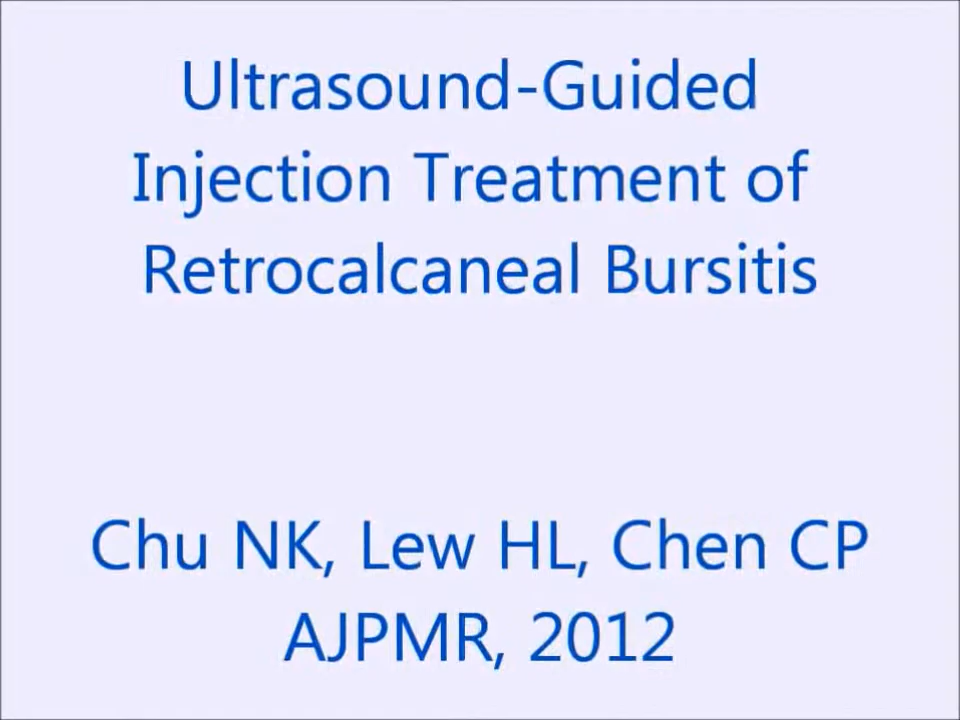 Ultrasound-Guided
Injection Treatment of
Retrocalcaneal Bursitis
Chu NK, Lew HL, Chen CP
AJPMR, 2012